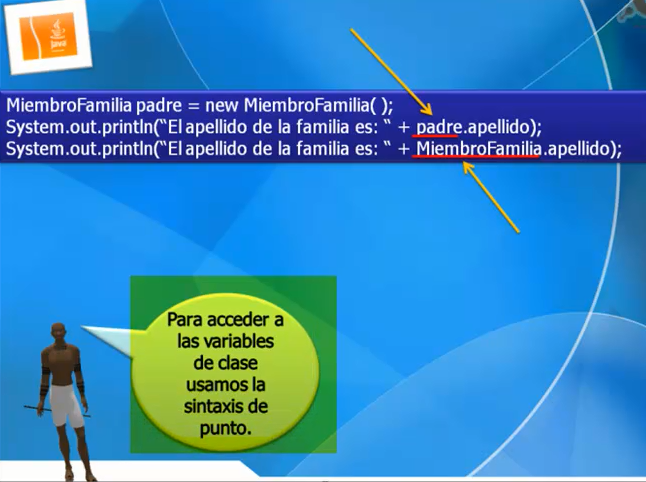 Java
MiembroFamilia padre = new MiembroFamilia( );
System.out.println(“El apellido de la familia es: “ + padre.apellido);
System.out.println(“El apellido de la familia es: “ + MiembroFamilia.apellido);
Para acceder a
las variables
de clase
usamos la
sintaxis de
punto.